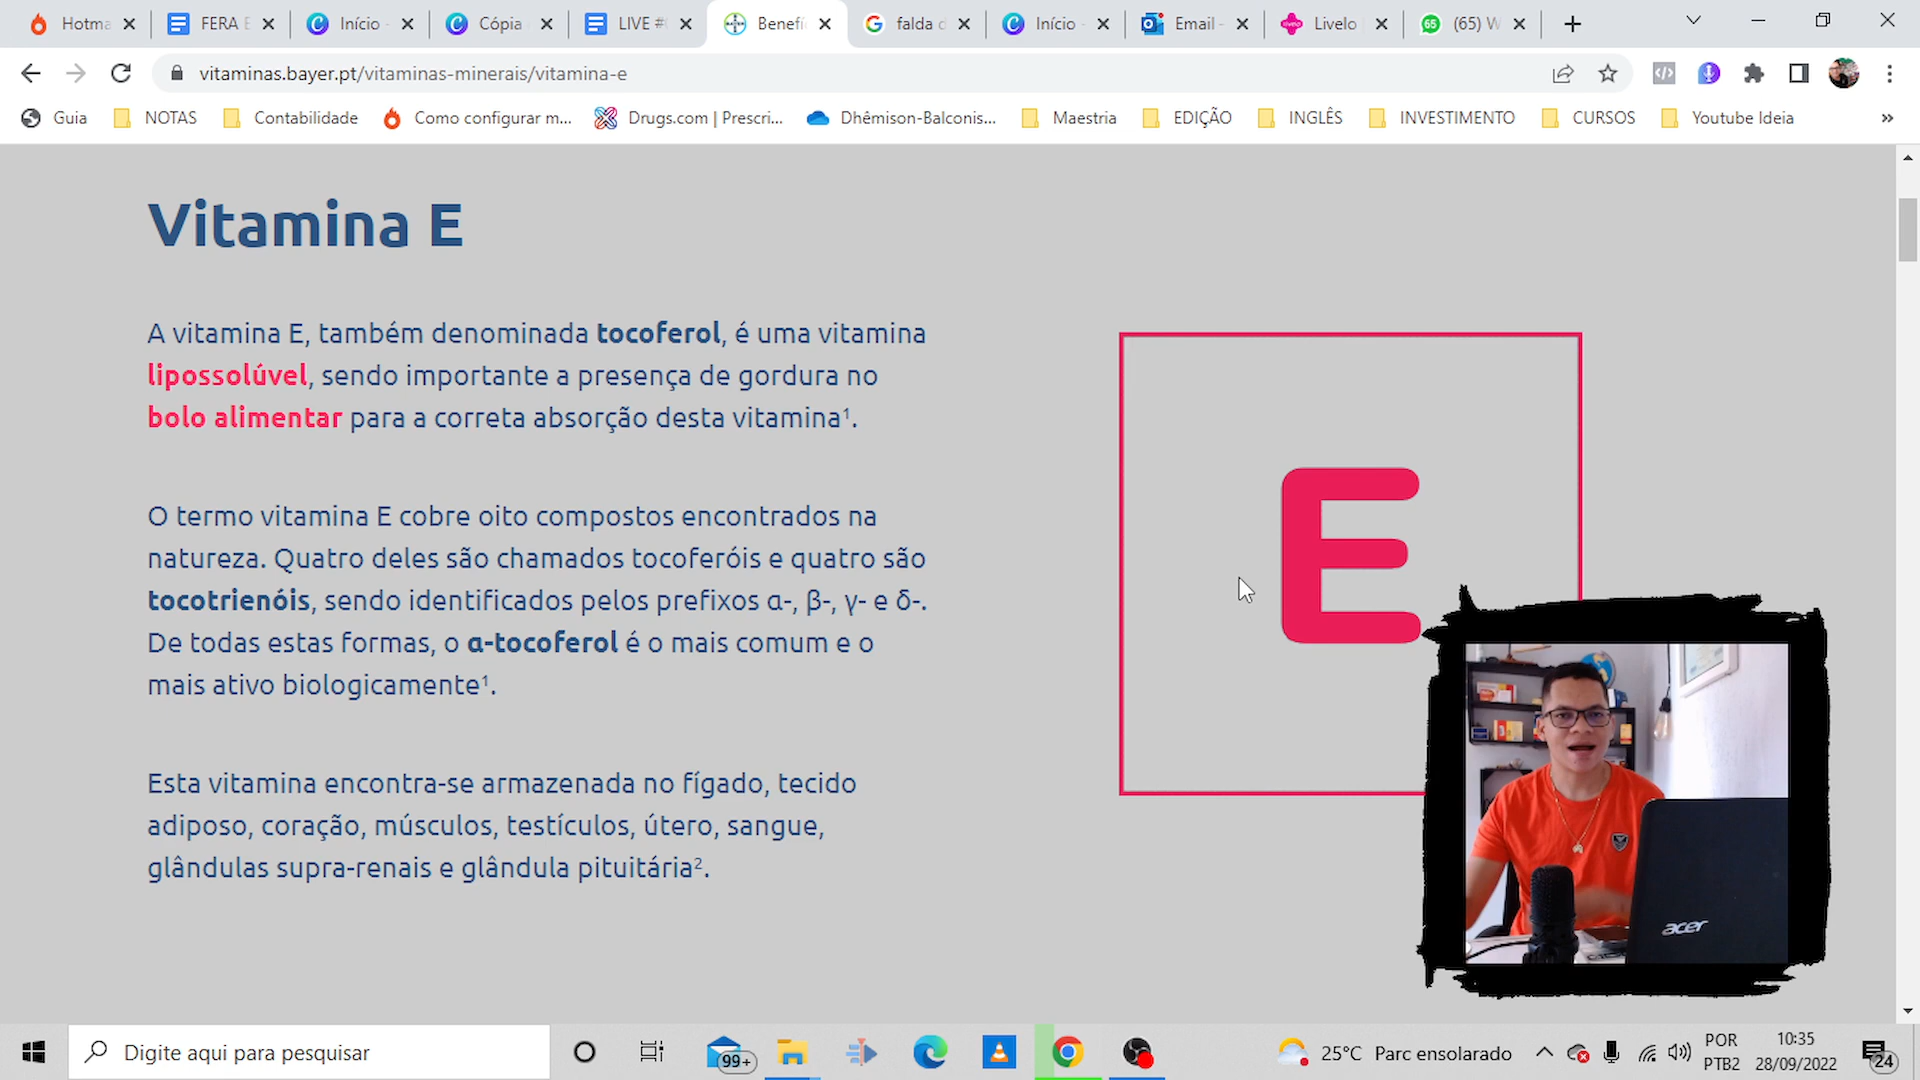 Hotma
FERA E
Início -
Cópia
LIVE #
Benefí
falda d
Início -
Email -
Livelo
(65) W
vitaminas.bayer.pt/vitaminas-minerais/vitamina-e
Guia
NOTAS
Contabilidade
Como configurar m...
Drugs.com | Prescri...
Dhêmison-Balconis...
Maestria
EDIÇÃO
INGLÊS
INVESTIMENTO
CURSOS
Youtube Ideia
»
Vitamina E
A vitamina E, também denominada tocoferol, é uma vitamina
lipossolúvel, sendo importante a presença de gordura no
bolo alimentar para a correta absorção desta vitamina¹.
O termo vitamina E cobre oito compostos encontrados na
natureza. Quatro deles são chamados tocoferóis e quatro são
tocotrienóis, sendo identificados pelos prefixos α-, β-, γ- e δ-.
De todas estas formas, o α-tocoferol é o mais comum e o
mais ativo biologicamente¹.
Esta vitamina encontra-se armazenada no fígado, tecido
adiposo, coração, músculos, testículos, útero, sangue,
glândulas supra-renais e glândula pituitária².
E
acer
Digite aqui para pesquisar
99+
25°C Parc ensolarado
POR
PTB2
10:35
28/09/2022
24